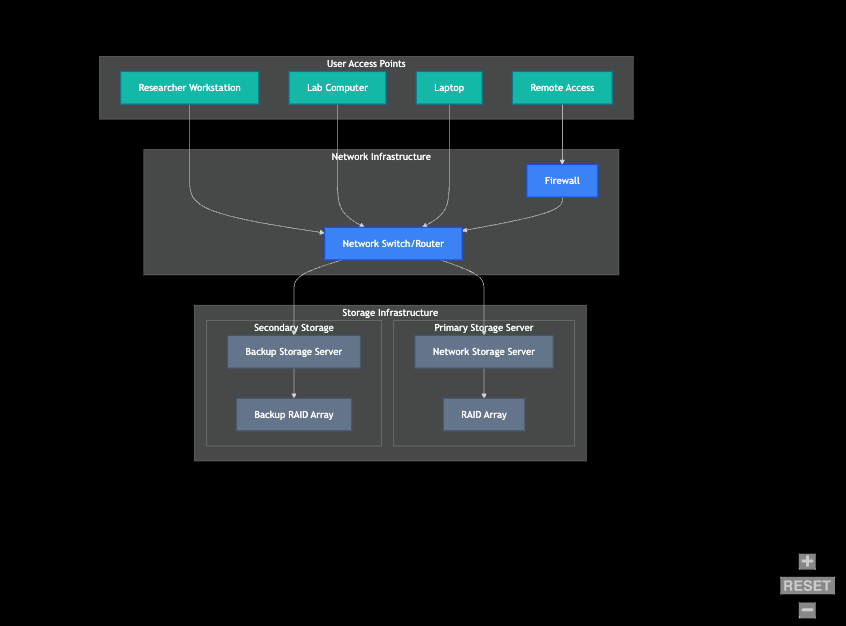 User Access Points
Researcher Workstation
Lab Computer
Laptop
Remote Access
Network Infrastructure
Firewall
Network Switch/Router
Storage Infrastructure
Secondary Storage
Primary Storage Server
Backup Storage Server
Network Storage Server
Backup RAID Array
RAID Array
+
RESET
−